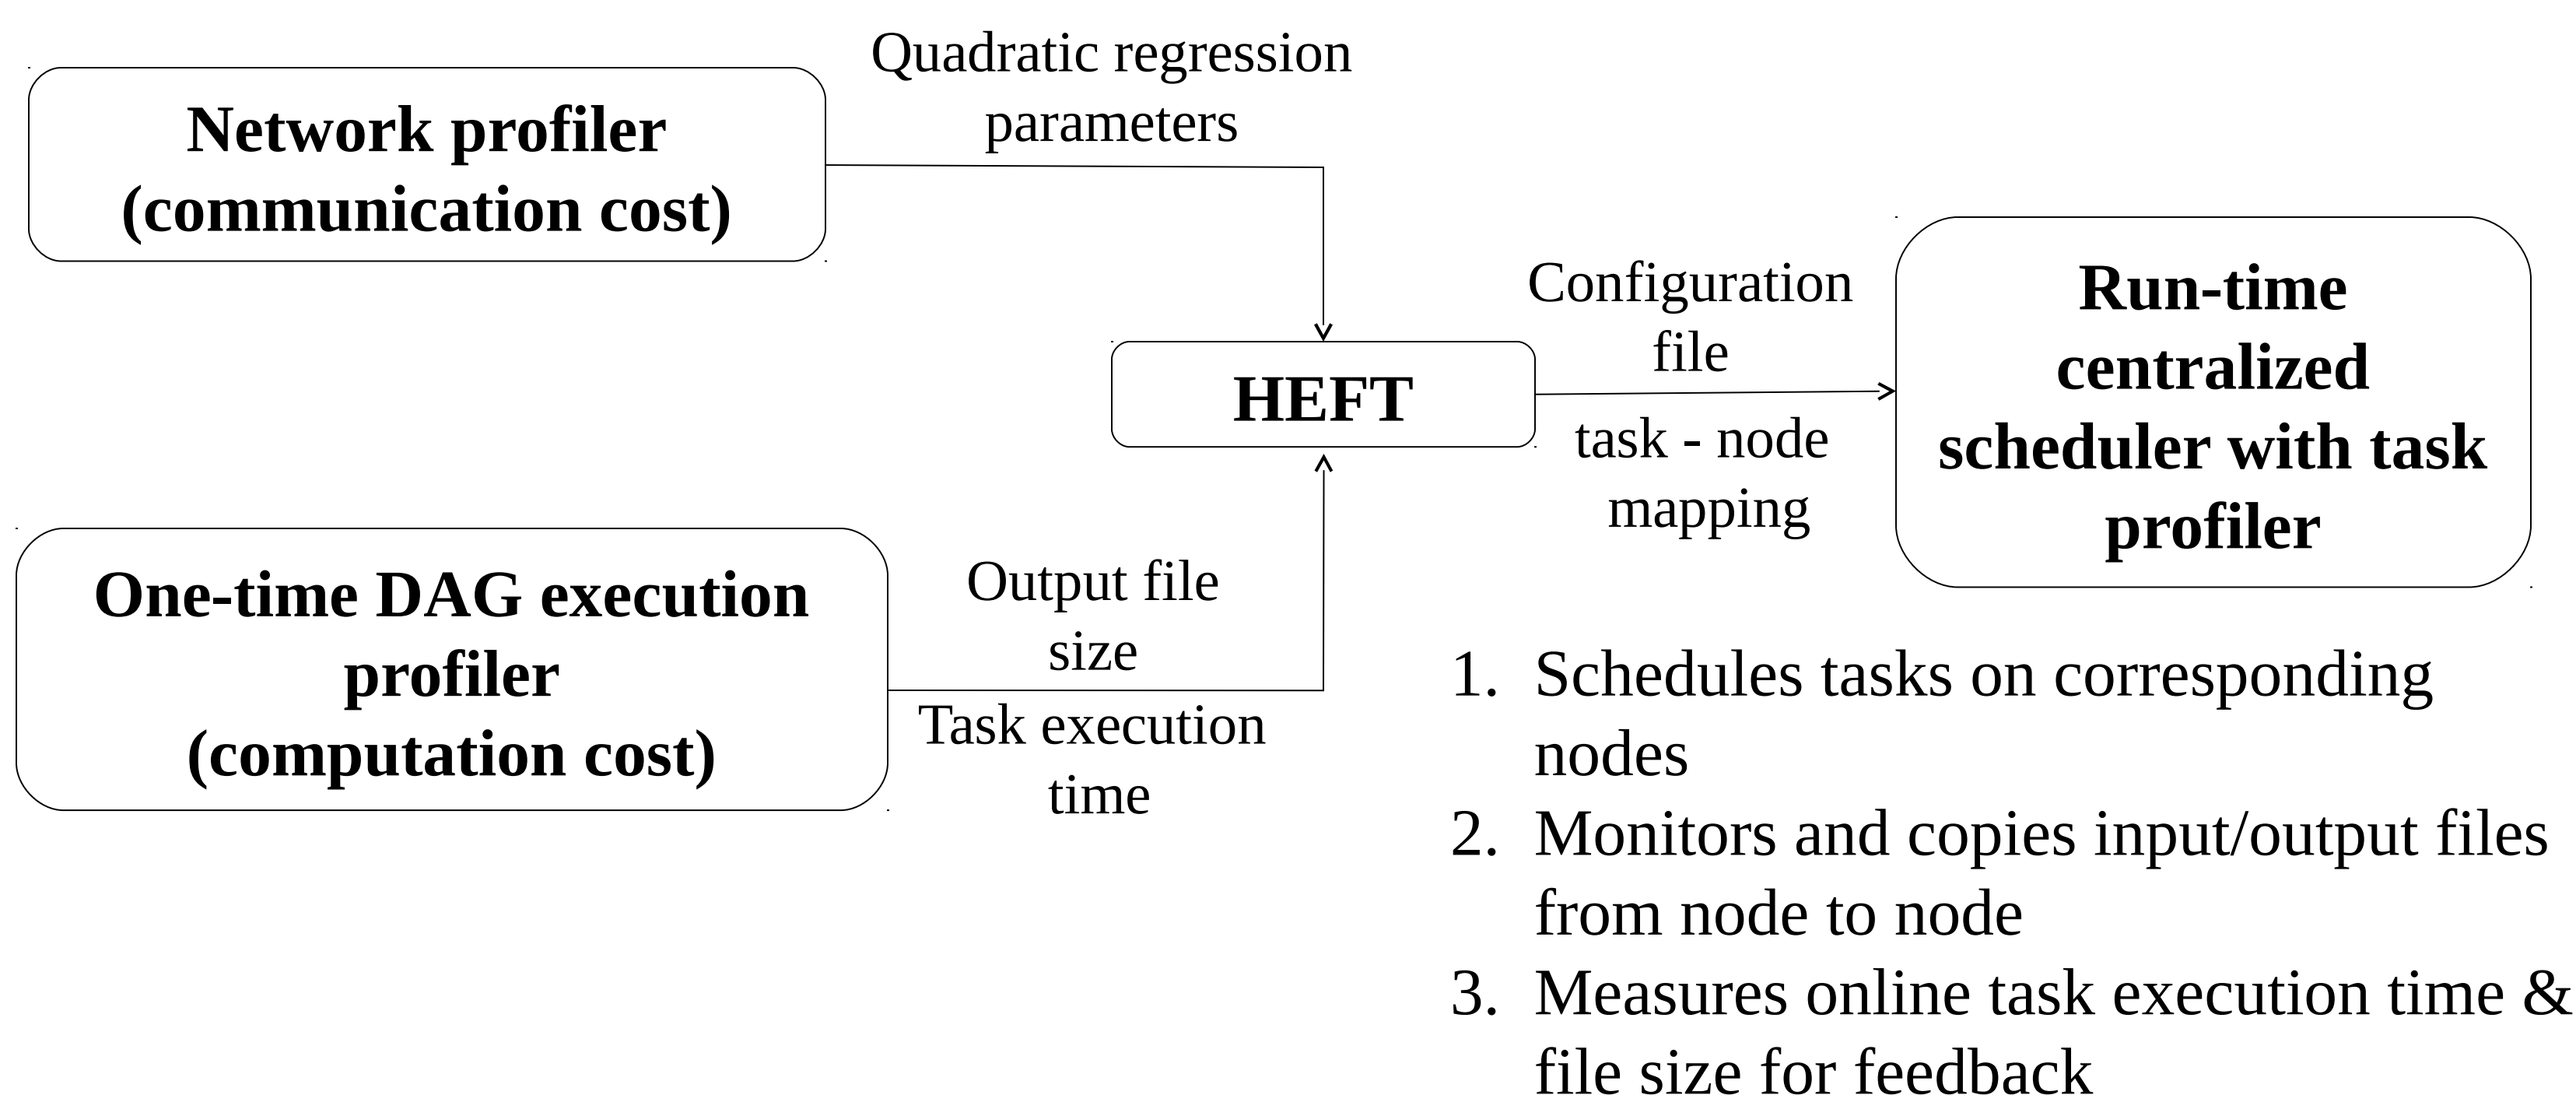 Quadratic regression
parameters
Network profiler
(communication cost)
Configuration
file
HEFT
task - node
mapping
Run-time
centralized
scheduler with task
profiler
One-time DAG execution
profiler
(computation cost)
Output file
size
Task execution
time
1. Schedules tasks on corresponding
nodes
2. Monitors and copies input/output files
from node to node
3. Measures online task execution time &
file size for feedback